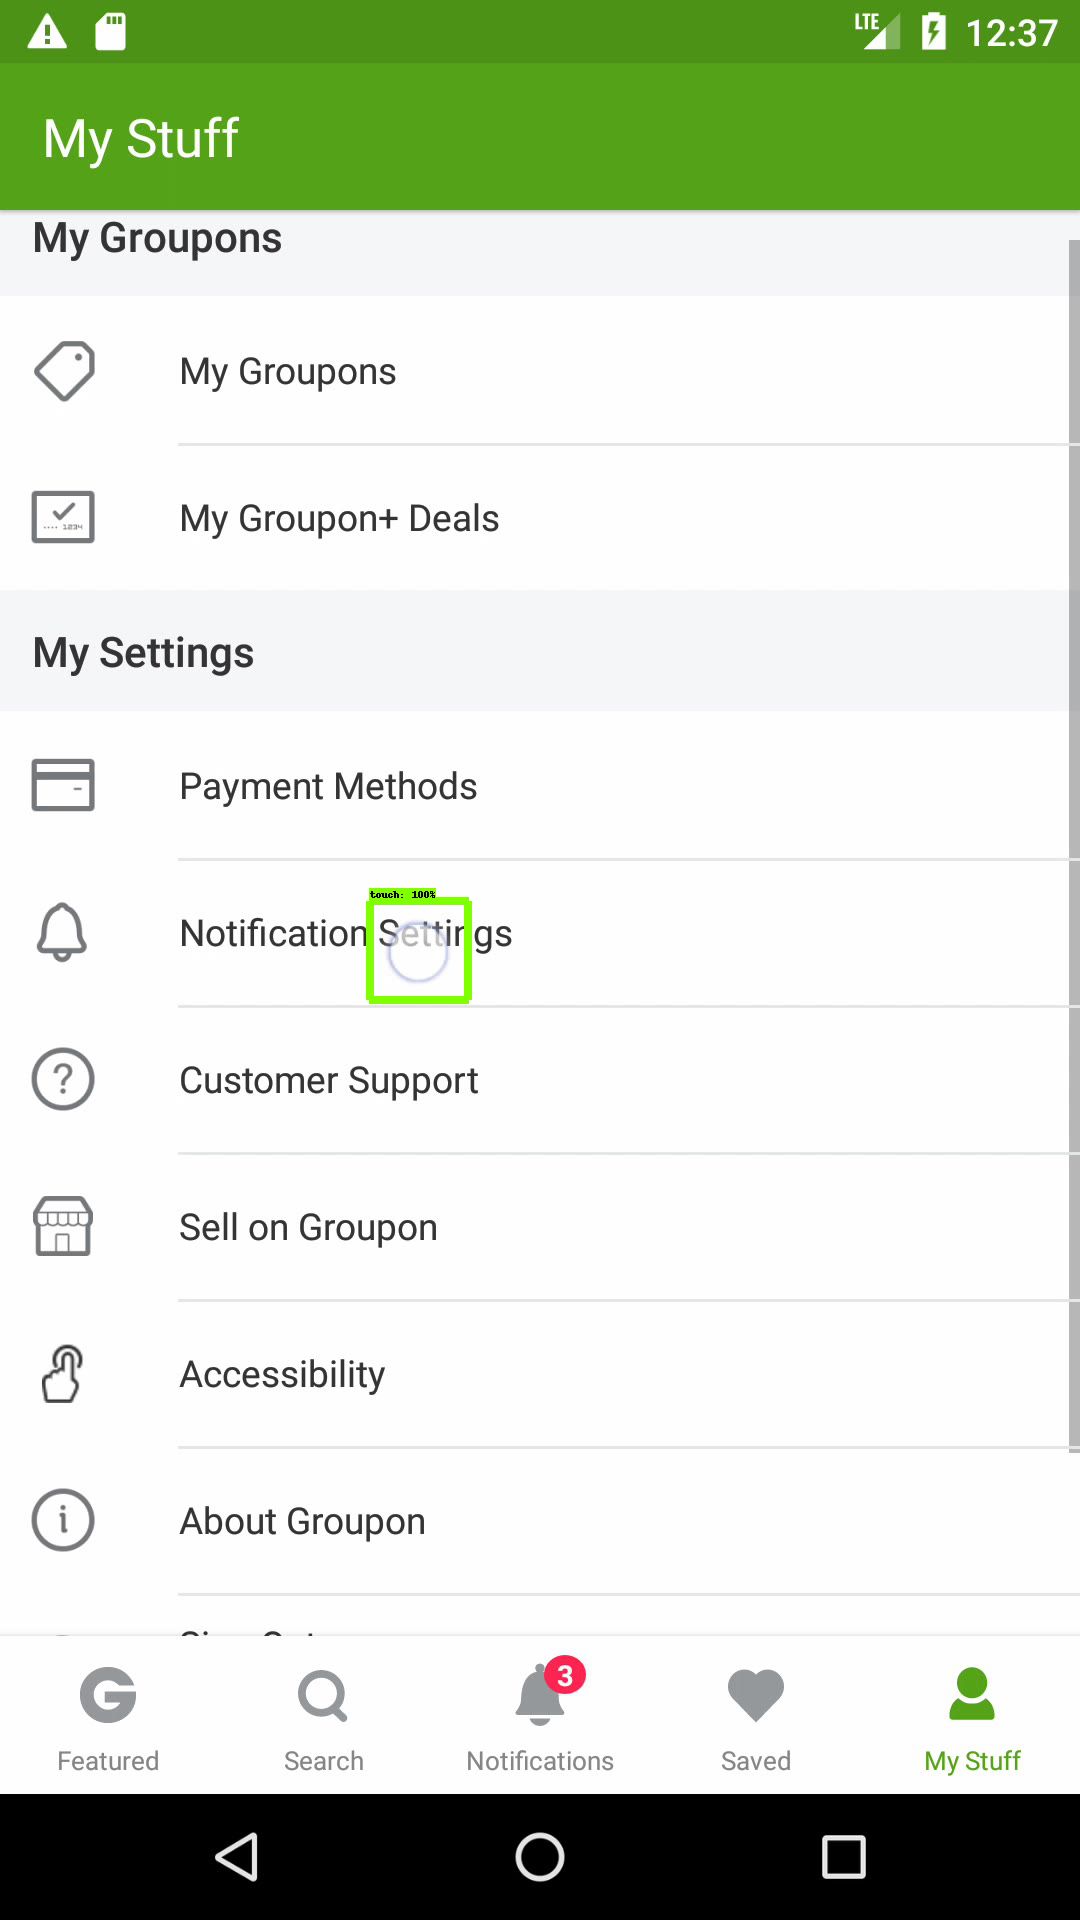 LTE 12:37
My Stuff
My Groupons
My Groupons
1234
My Groupon+ Deals
My Settings
Payment Methods
touch: 100%
Notification Settings
Customer Support
Sell on Groupon
Accessibility
About Groupon
3
Featured Search Notifications Saved My Stuff